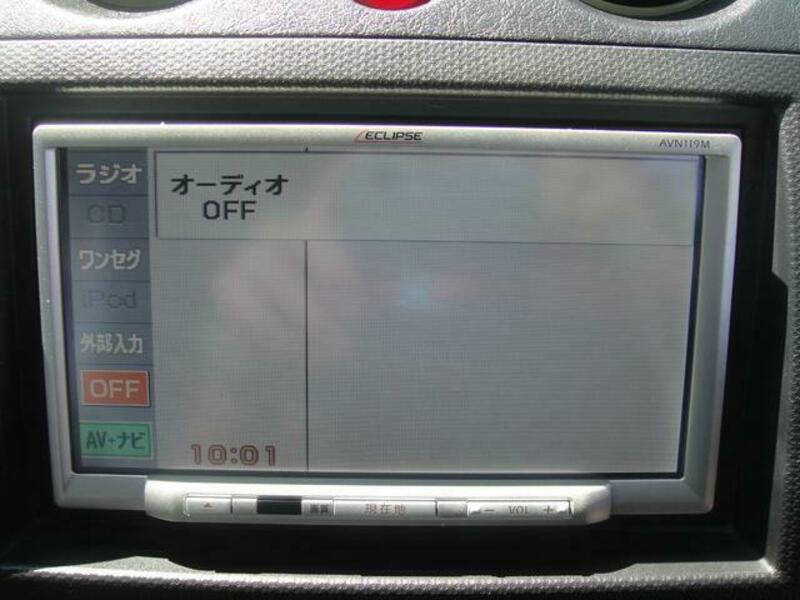 ECLIPSE
AVN119M
ラジオ
CD
ワンセグ
iPod
外部入力
OFF
AV+ナビ
オーディオ
OFF
10:01
画質
現在地
− VOL +